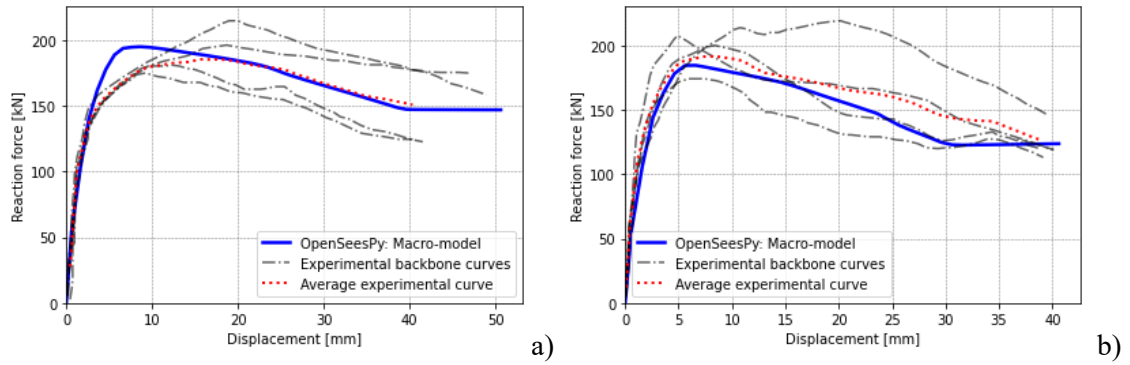 Reaction force [kN]
200
150
100
50
0
OpenSeesPy: Macro-model
Experimental backbone curves
Average experimental curve
0 10 20 30 40 50
Displacement [mm]
a)
Reaction force [kN]
200
150
100
50
0
OpenSeesPy: Macro-model
Experimental backbone curves
Average experimental curve
0 5 10 15 20 25 30 35 40
Displacement [mm]
b)